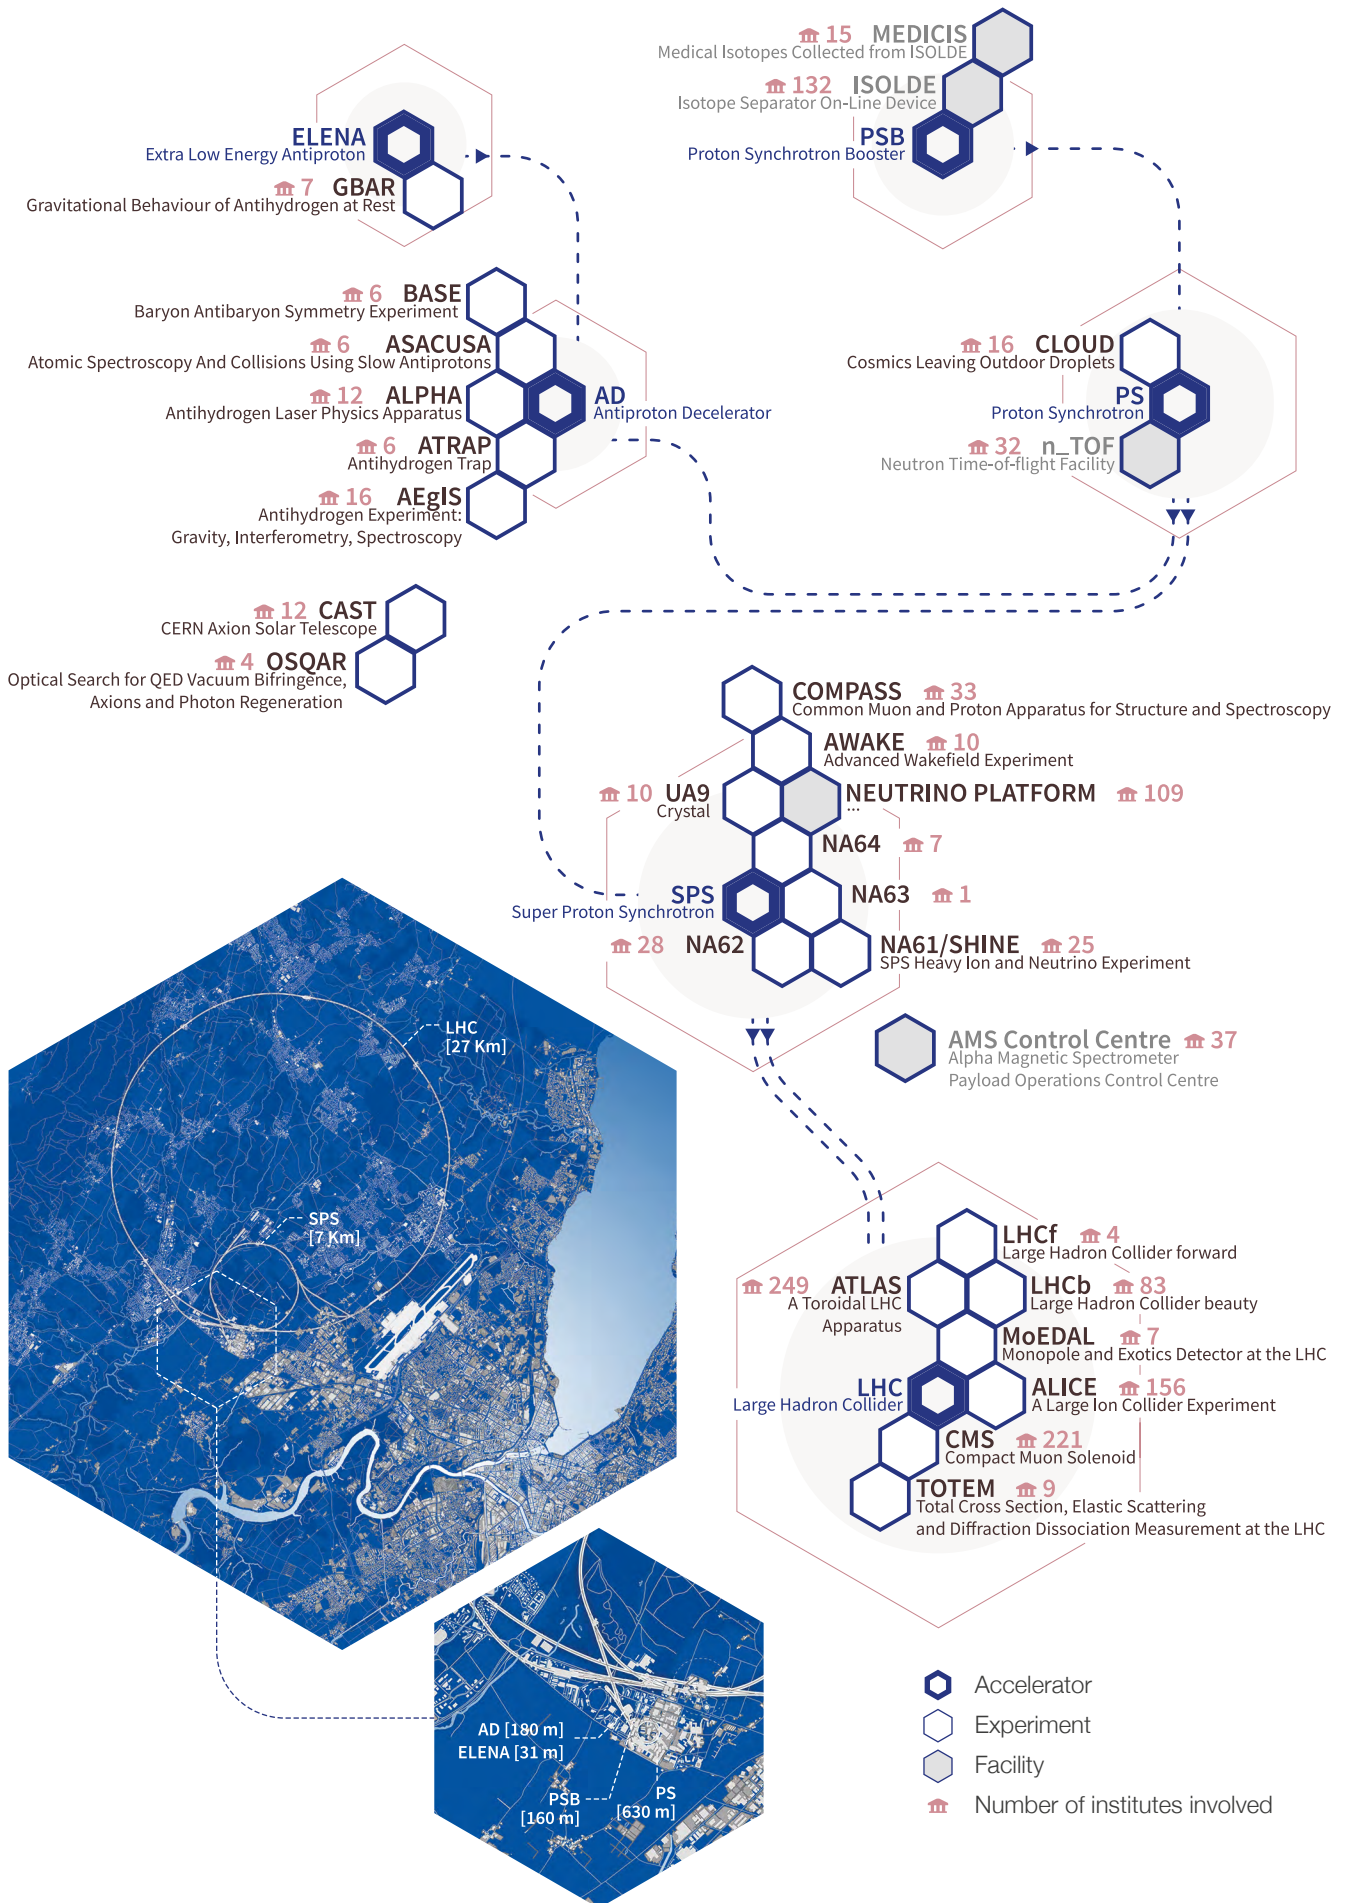 15 MEDICIS
Medical Isotopes Collected from ISOLDE
132 ISOLDE
Isotope Separator On-Line Device
PSB
Proton Synchrotron Booster
ELENA
Extra Low Energy Antiproton
7 GBAR
Gravitational Behaviour of Antihydrogen at Rest
6 BASE
Baryon Antibaryon Symmetry Experiment
6 ASACUSA
Atomic Spectroscopy And Collisions Using Slow Antiprotons
12 ALPHA
Antihydrogen Laser Physics Apparatus
AD
Antiproton Decelerator
6 ATRAP
Antihydrogen Trap
16 AEgIS
Antihydrogen Experiment:
Gravity, Interferometry, Spectroscopy
16 CLOUD
Cosmics Leaving Outdoor Droplets
PS
Proton Synchrotron
32 n_TOF
Neutron Time-of-flight Facility
12 CAST
CERN Axion Solar Telescope
4 OSQAR
Optical Search for QED Vacuum Bifringence,
Axions and Photon Regeneration
COMPASS 33
Common Muon and Proton Apparatus for Structure and Spectroscopy
AWAKE 10
Advanced Wakefield Experiment
10 UA9
Crystal
NEUTRINO PLATFORM 109
...
NA64 7
SPS
Super Proton Synchrotron
NA63 1
28 NA62
NA61/SHINE 25
SPS Heavy Ion and Neutrino Experiment
AMS Control Centre 37
Alpha Magnetic Spectrometer
Payload Operations Control Centre
LHC
[27 Km]
SPS
[7 Km]
LHCf 4
Large Hadron Collider forward
249 ATLAS
A Toroidal LHC
Apparatus
LHCb 83
Large Hadron Collider beauty
MoEDAL 7
Monopole and Exotics Detector at the LHC
LHC
Large Hadron Collider
ALICE 156
A Large Ion Collider Experiment
CMS 221
Compact Muon Solenoid
TOTEM 9
Total Cross Section, Elastic Scattering
and Diffraction Dissociation Measurement at the LHC
AD [180 m]
ELENA [31 m]
PSB
[160 m]
PS
[630 m]
Accelerator
Experiment
Facility
Number of institutes involved